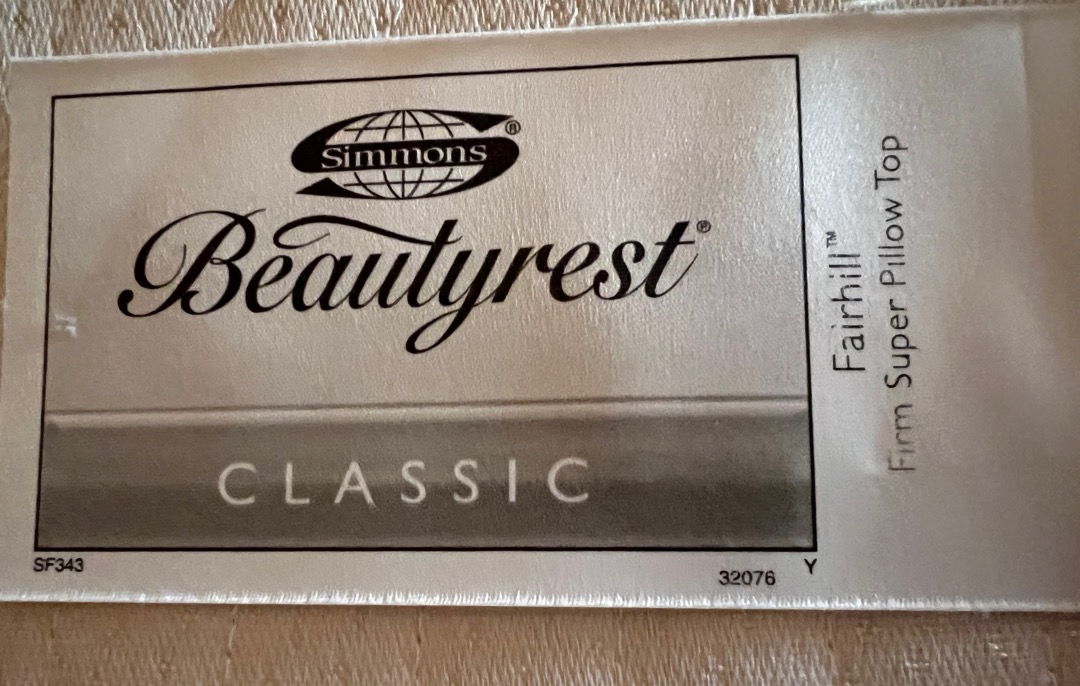 Simmons®
Beautyrest®
CLASSIC
SF343
32076
Y
Fairhill™
Firm Super Pillow Top